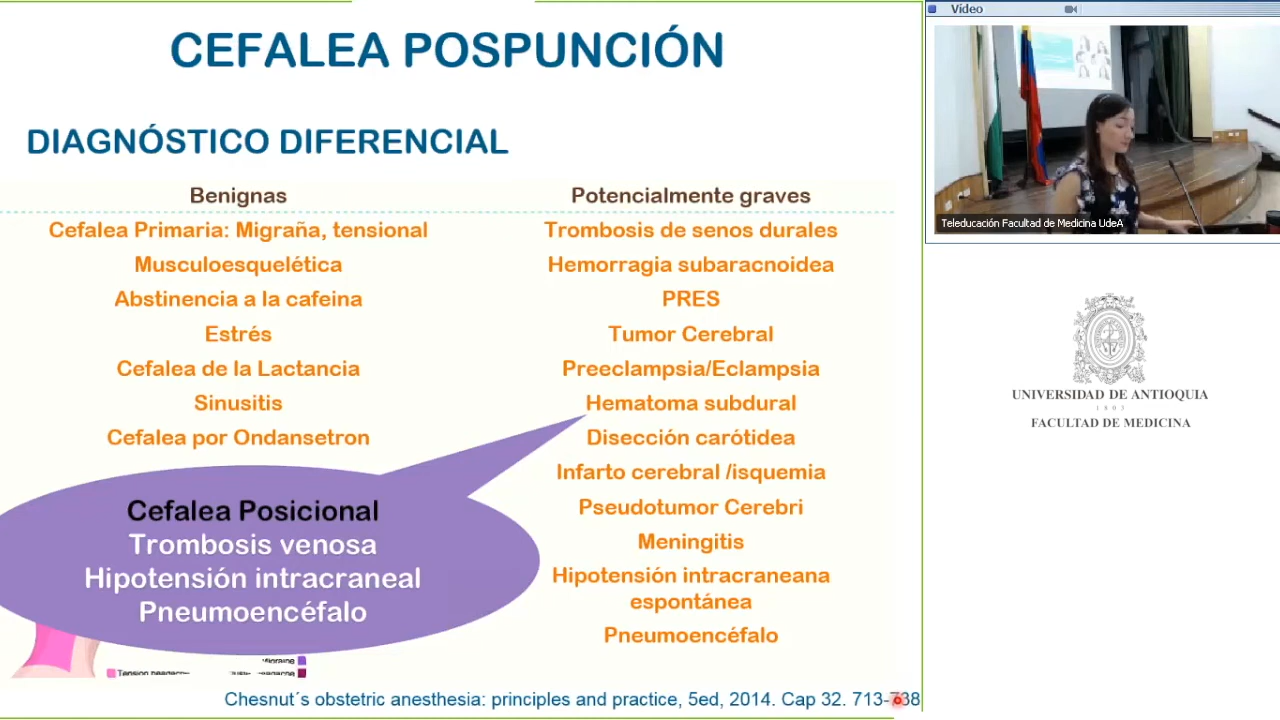 CEFALEA POSPUNCIÓN
DIAGNÓSTICO DIFERENCIAL
Benignas
Cefalea Primaria: Migraña, tensional
Musculoesquelética
Abstinencia a la cafeina
Estrés
Cefalea de la Lactancia
Sinusitis
Cefalea por Ondansetron
Potencialmente graves
Trombosis de senos durales
Hemorragia subaracnoidea
PRES
Tumor Cerebral
Preeclampsia/Eclampsia
Hematoma subdural
Disección carótidea
Infarto cerebral /isquemia
Pseudotumor Cerebri
Meningitis
Hipotensión intracraneana
espontánea
Pneumoencéfalo
Cefalea Posicional
Trombosis venosa
Hipotensión intracraneal
Pneumoencéfalo
Chesnut´s obstetric anesthesia: principles and practice, 5ed, 2014. Cap 32. 713-738
Vídeo
Teleducación Facultad de Medicina UdeA
UNIVERSIDAD DE ANTIOQUIA
1803
FACULTAD DE MEDICINA